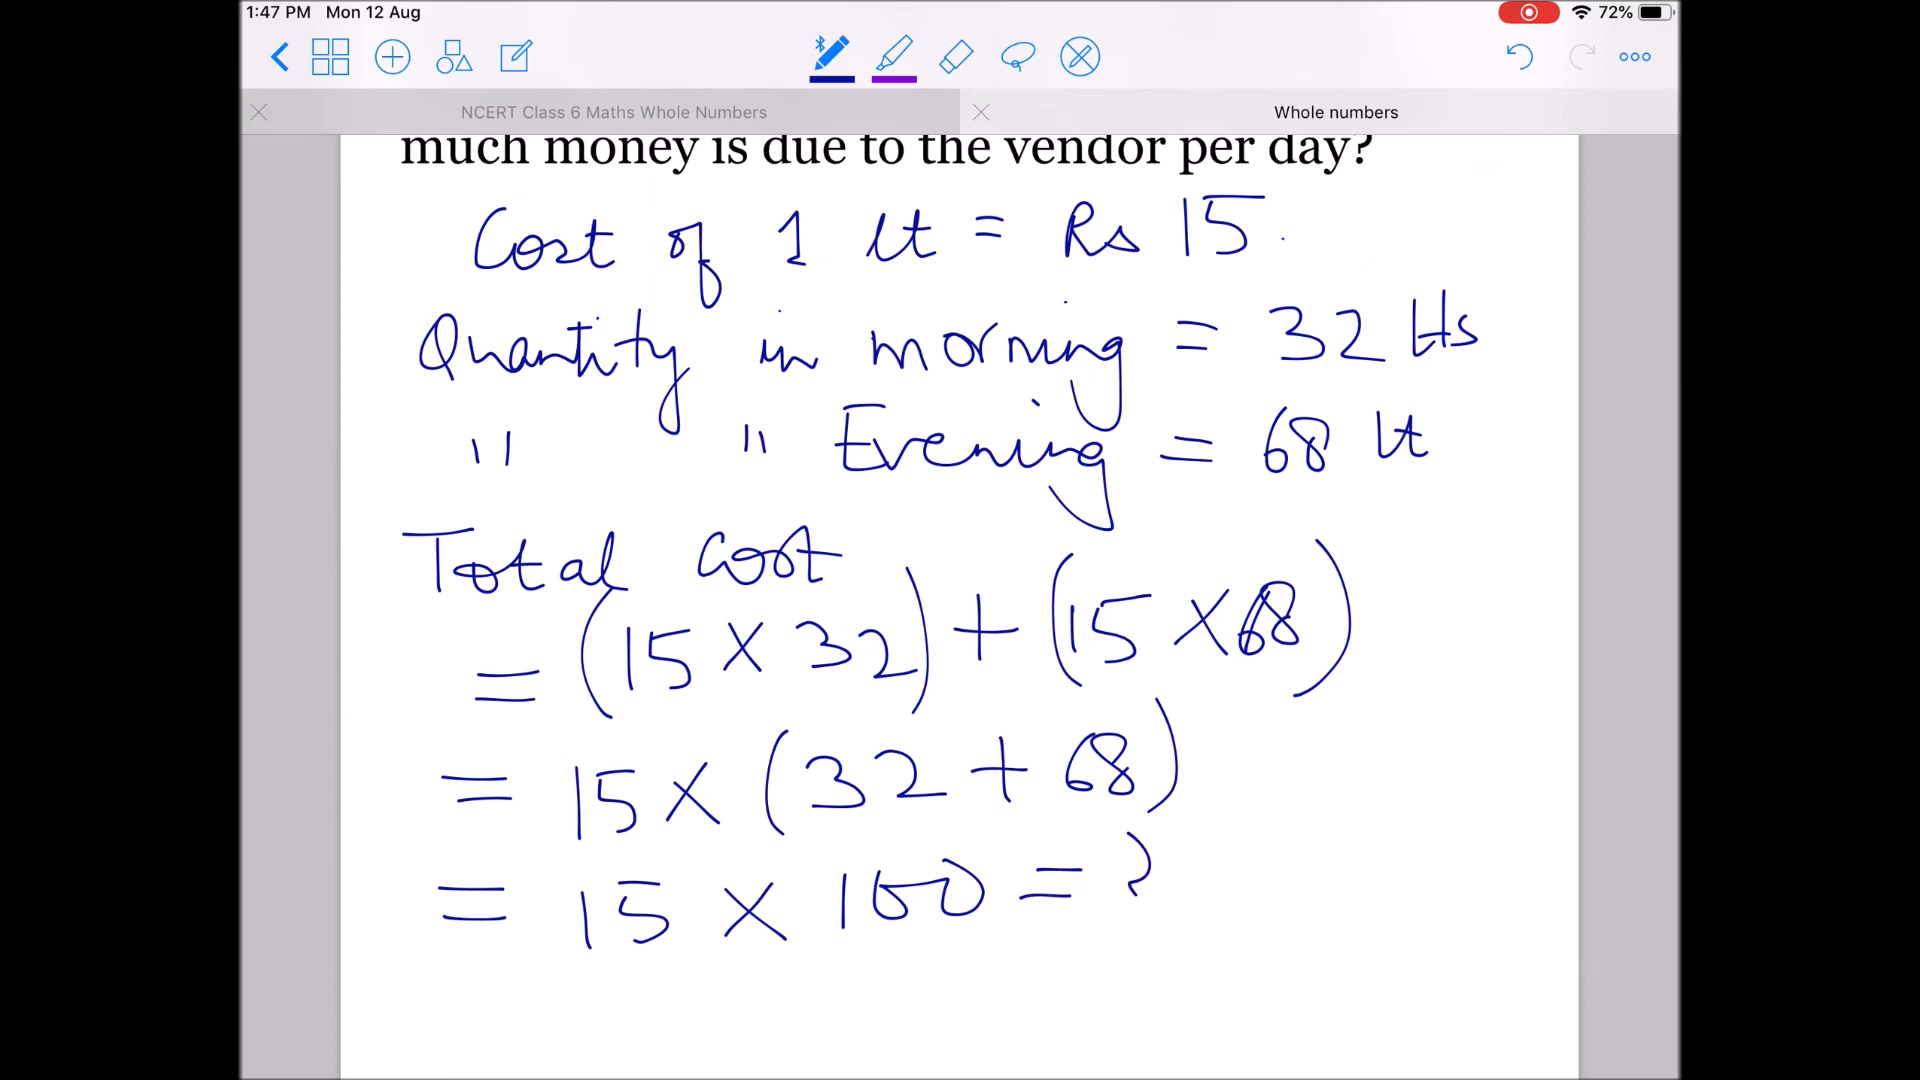 1:47 PM Mon 12 Aug 72%
NCERT Class 6 Maths Whole Numbers Whole numbers
much money is due to the vendor per day?
Cost of 1 lt = Rs 15.
Quantity in morning = 32 lts
" " Evening = 68 lt
Total cost
= (15 × 32) + (15 × 68)
= 15 × (32 + 68)
= 15 × 100 = ?